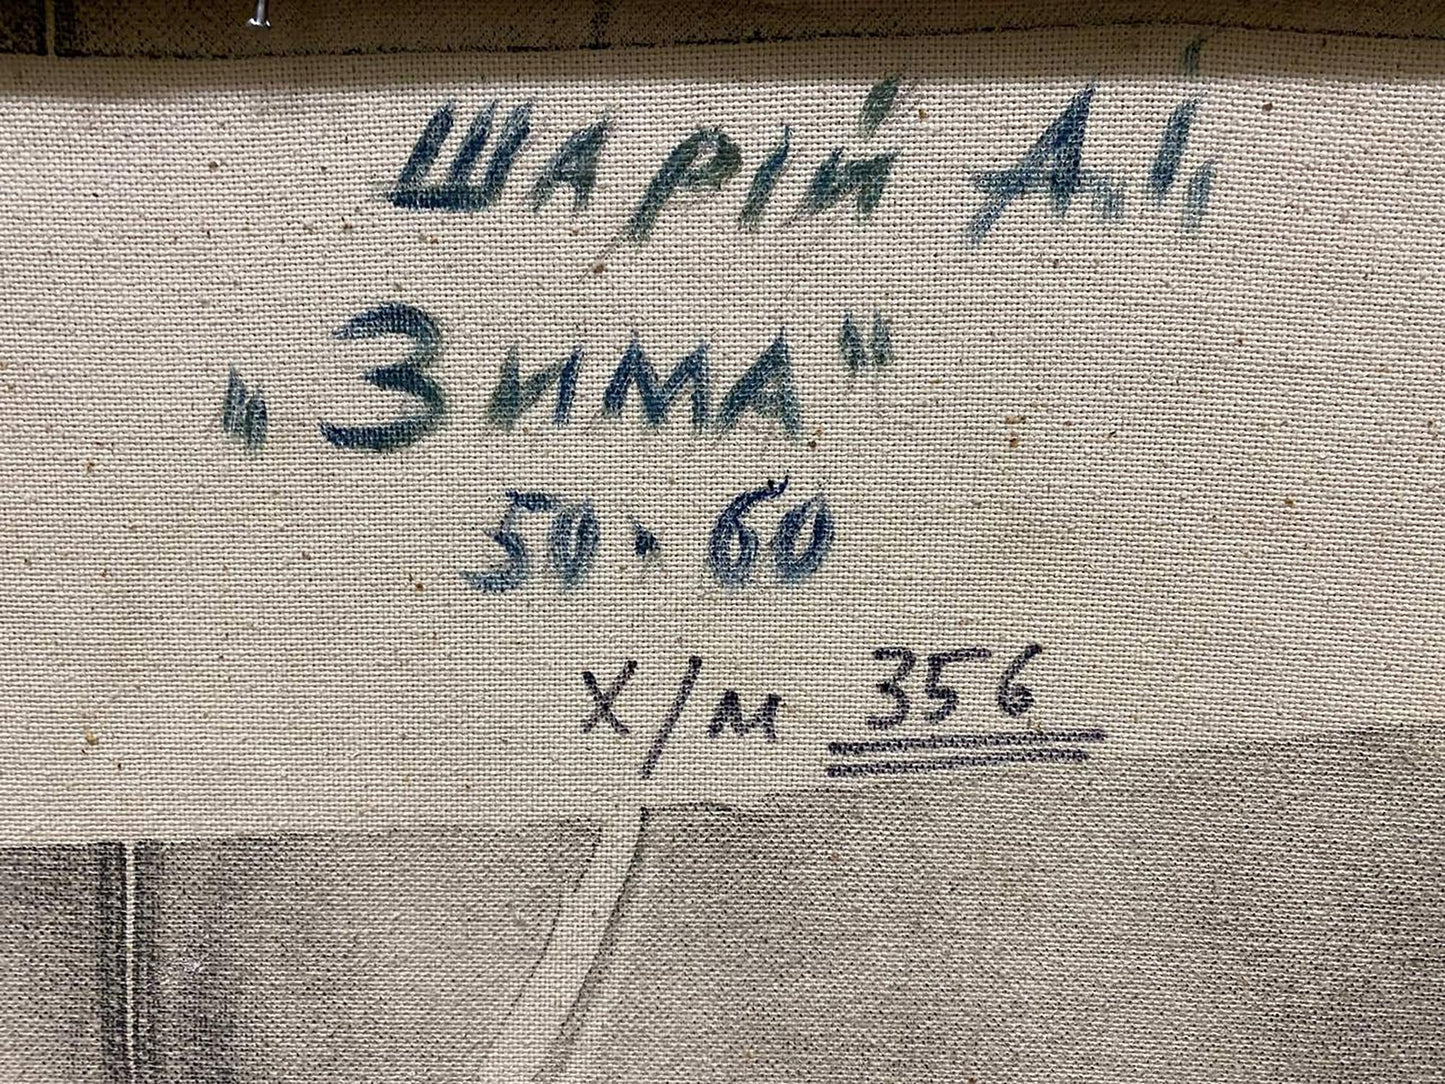 Шарій А.І.
„Зима"
50·60
х/м 356